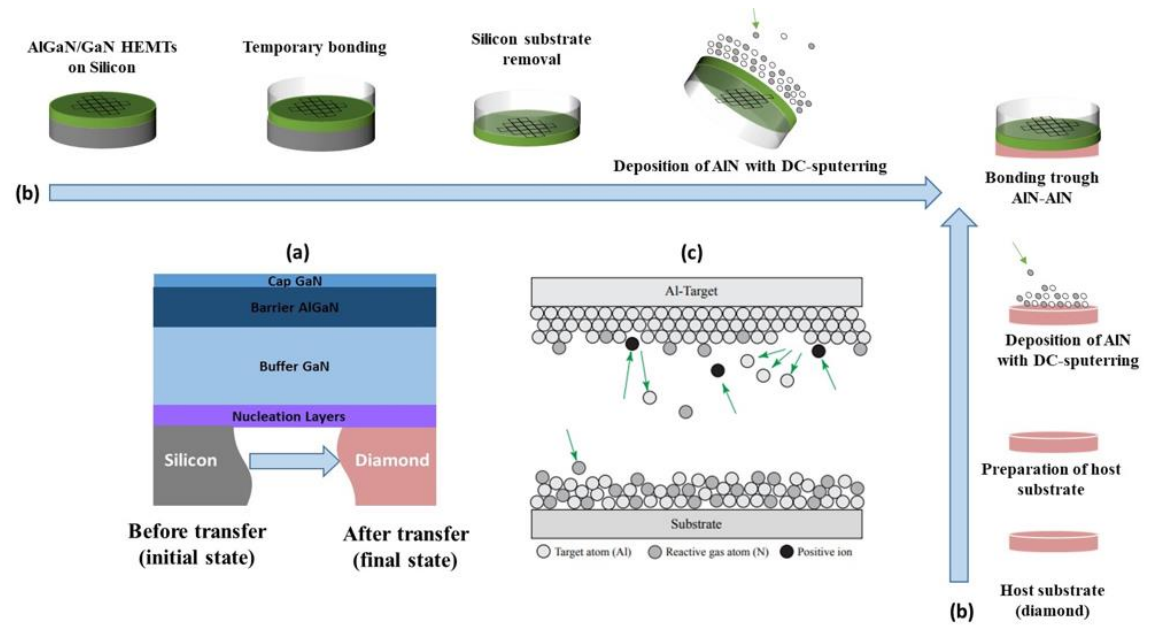 AlGaN/GaN HEMTs
on Silicon
Temporary bonding
Silicon substrate
removal
Deposition of AlN with DC-sputerring
(b)
Bonding trough
AlN-AlN
Deposition of AlN
with DC-sputerring
Preparation of host
substrate
Host substrate
(diamond)
(b)
(a)
Cap GaN
Barrier AlGaN
Buffer GaN
Nucleation Layers
Silicon
Diamond
Before transfer
(initial state)
After transfer
(final state)
(c)
Al-Target
Substrate
Target atom (Al)
Reactive gas atom (N)
Positive ion